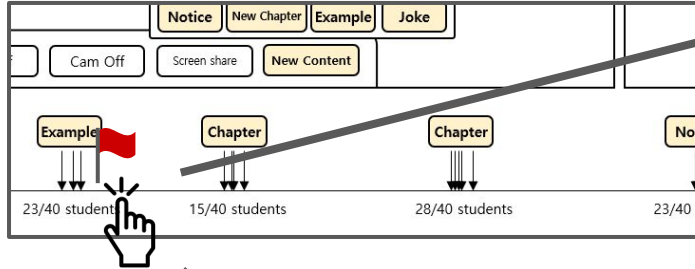 Notice New Chapter Example Joke
Cam Off Screen share New Content
Example Chapter Chapter No
23/40 students 15/40 students 28/40 students 23/40